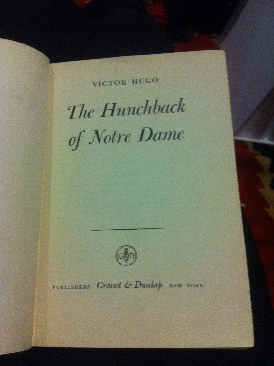 VICTOR HUGO
The Hunchback
of Notre Dame
PUBLISHERS Grosset & Dunlap NEW YORK